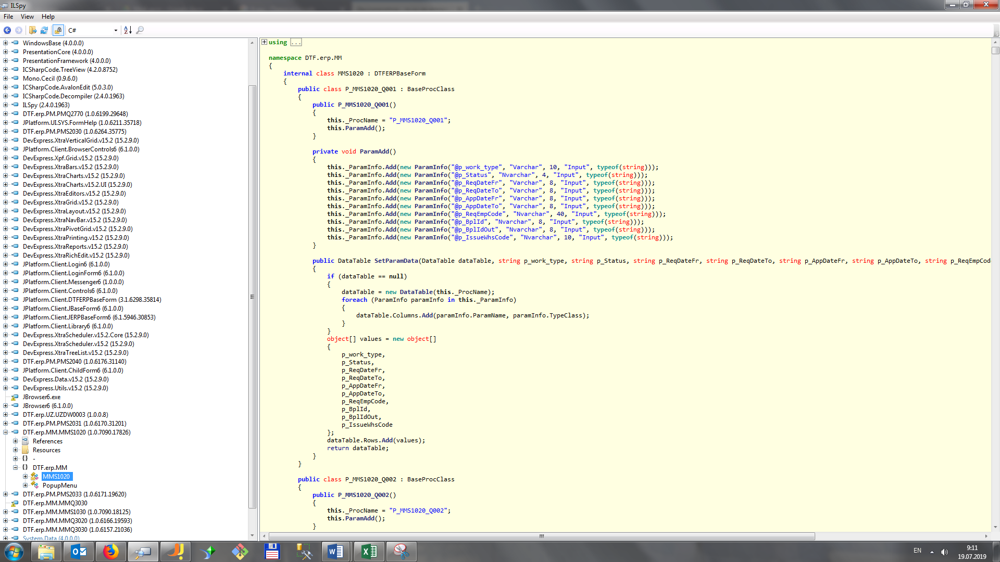 ILSpy
File View Help
C#
WindowsBase (4.0.0.0)
PresentationCore (4.0.0.0)
PresentationFramework (4.0.0.0)
ICSharpCode.TreeView (4.2.0.8752)
Mono.Cecil (0.9.6.0)
ICSharpCode.AvalonEdit (5.0.3.0)
ICSharpCode.Decompiler (2.4.0.1963)
ILSpy (2.4.0.1963)
DTF.erp.PM.PMQ2770 (1.0.6199.29648)
JPlatform.UI.SYS.FormHelp (1.0.6211.35718)
DTF.erp.PM.PMS2030 (1.0.6264.35775)
DevExpress.XtraVerticalGrid.v15.2 (15.2.9.0)
JPlatform.Client.BrowserControls6 (6.1.0.0)
DevExpress.Xpf.Grid.v15.2 (15.2.9.0)
DevExpress.XtraBars.v15.2 (15.2.9.0)
DevExpress.XtraCharts.v15.2 (15.2.9.0)
DevExpress.XtraCharts.v15.2.UI (15.2.9.0)
DevExpress.XtraEditors.v15.2 (15.2.9.0)
DevExpress.XtraGrid.v15.2 (15.2.9.0)
DevExpress.XtraLayout.v15.2 (15.2.9.0)
DevExpress.XtraNavBar.v15.2 (15.2.9.0)
DevExpress.XtraPivotGrid.v15.2 (15.2.9.0)
DevExpress.XtraPrinting.v15.2 (15.2.9.0)
DevExpress.XtraReports.v15.2 (15.2.9.0)
DevExpress.XtraRichEdit.v15.2 (15.2.9.0)
JPlatform.Client.Login6 (6.1.0.0)
JPlatform.Client.LoginForm6 (6.1.0.0)
JPlatform.Client.Messenger6 (1.0.0.0)
JPlatform.Client.Controls6 (6.1.0.0)
JPlatform.Client.DTFERPBaseForm (3.1.6298.35814)
JPlatform.Client.JBaseForm6 (6.1.0.0)
JPlatform.Client.JERPBaseForm6 (6.1.5946.30853)
JPlatform.Client.Library6 (6.1.0.0)
DevExpress.XtraScheduler.v15.2.Core (15.2.9.0)
DevExpress.XtraScheduler.v15.2 (15.2.9.0)
DevExpress.XtraTreeList.v15.2 (15.2.9.0)
DTF.erp.PM.PMS2040 (1.0.6176.31140)
JPlatform.Client.ChildForm6 (6.1.0.0)
DevExpress.Data.v15.2 (15.2.9.0)
DevExpress.Utils.v15.2 (15.2.9.0)
JBrowser6.exe
JBrowser6 (6.1.0.0)
DTF.erp.UZ.UZDW0003 (1.0.0.8)
DTF.erp.PM.PMS2031 (1.0.6170.31201)
DTF.erp.MM.MMS1020 (1.0.7090.17826)
References
Resources
{} -
{} DTF.erp.MM
MMS1020
PopupMenu
DTF.erp.PM.PMS2033 (1.0.6171.19620)
DTF.erp.MM.MMQ3030
DTF.erp.MM.MMS1030 (1.0.7090.18125)
DTF.erp.MM.MMQ3020 (1.0.6166.19593)
DTF.erp.MM.MMQ3030 (1.0.6157.21036)
System.Data (4.0.0.0)
using ...
namespace DTF.erp.MM
{
internal class MMS1020 : DTFERPBaseForm
{
public class P_MMS1020_Q001 : BaseProcClass
{
public P_MMS1020_Q001()
{
this._ProcName = "P_MMS1020_Q001";
this.ParamAdd();
}
private void ParamAdd()
{
this._ParamInfo.Add(new ParamInfo("@p_work_type", "Varchar", 10, "Input", typeof(string)));
this._ParamInfo.Add(new ParamInfo("@p_Status", "Nvarchar", 4, "Input", typeof(string)));
this._ParamInfo.Add(new ParamInfo("@p_ReqDateFr", "Varchar", 8, "Input", typeof(string)));
this._ParamInfo.Add(new ParamInfo("@p_ReqDateTo", "Varchar", 8, "Input", typeof(string)));
this._ParamInfo.Add(new ParamInfo("@p_AppDateFr", "Varchar", 8, "Input", typeof(string)));
this._ParamInfo.Add(new ParamInfo("@p_AppDateTo", "Varchar", 8, "Input", typeof(string)));
this._ParamInfo.Add(new ParamInfo("@p_ReqEmpCode", "Nvarchar", 40, "Input", typeof(string)));
this._ParamInfo.Add(new ParamInfo("@p_BplId", "Nvarchar", 8, "Input", typeof(string)));
this._ParamInfo.Add(new ParamInfo("@p_BplIdOut", "Nvarchar", 8, "Input", typeof(string)));
this._ParamInfo.Add(new ParamInfo("@p_IssueWhsCode", "Nvarchar", 10, "Input", typeof(string)));
}
public DataTable SetParamData(DataTable dataTable, string p_work_type, string p_Status, string p_ReqDateFr, string p_ReqDateTo, string p_AppDateFr, string p_AppDateTo, string p_ReqEmpCod
{
if (dataTable == null)
{
dataTable = new DataTable(this._ProcName);
foreach (ParamInfo paramInfo in this._ParamInfo)
{
dataTable.Columns.Add(paramInfo.ParamName, paramInfo.TypeClass);
}
}
object[] values = new object[]
{
p_work_type,
p_Status,
p_ReqDateFr,
p_ReqDateTo,
p_AppDateFr,
p_AppDateTo,
p_ReqEmpCode,
p_BplId,
p_BplIdOut,
p_IssueWhsCode
};
dataTable.Rows.Add(values);
return dataTable;
}
}
public class P_MMS1020_Q002 : BaseProcClass
{
public P_MMS1020_Q002()
{
this._ProcName = "P_MMS1020_Q002";
this.ParamAdd();
}
EN
9:11
19.07.2019